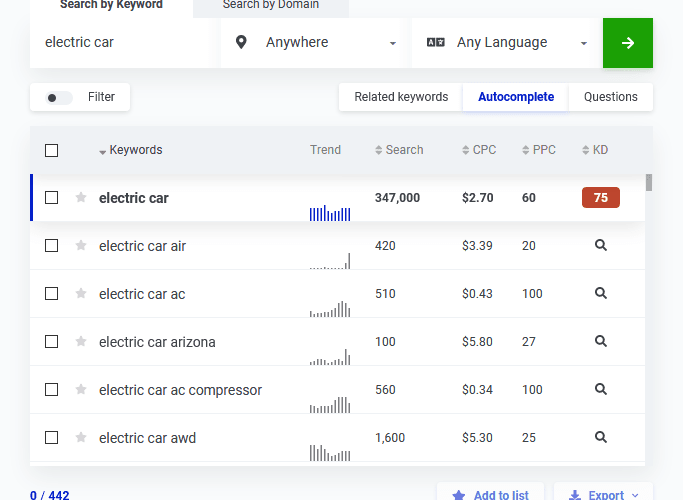 Search by Keyword Search by Domain
electric car Anywhere Any Language
Filter Related keywords Autocomplete Questions
Keywords Trend Search CPC PPC KD
electric car 347,000 $2.70 60 75
electric car air 420 $3.39 20
electric car ac 510 $0.43 100
electric car arizona 100 $5.80 27
electric car ac compressor 560 $0.34 100
electric car awd 1,600 $5.30 25
0 / 442 Add to list Export